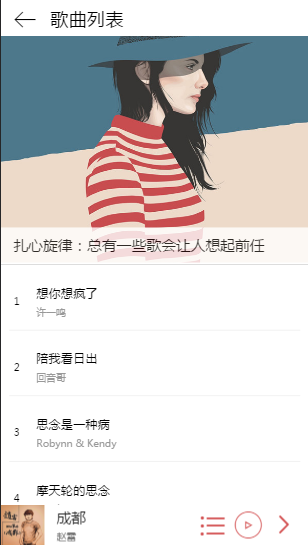 歌曲列表
扎心旋律：总有一些歌会让人想起前任
1
想你想疯了
许一鸣
2
陪我看日出
回音哥
3
思念是一种病
Robynn & Kendy
4
摩天轮的思念
成都
赵雷